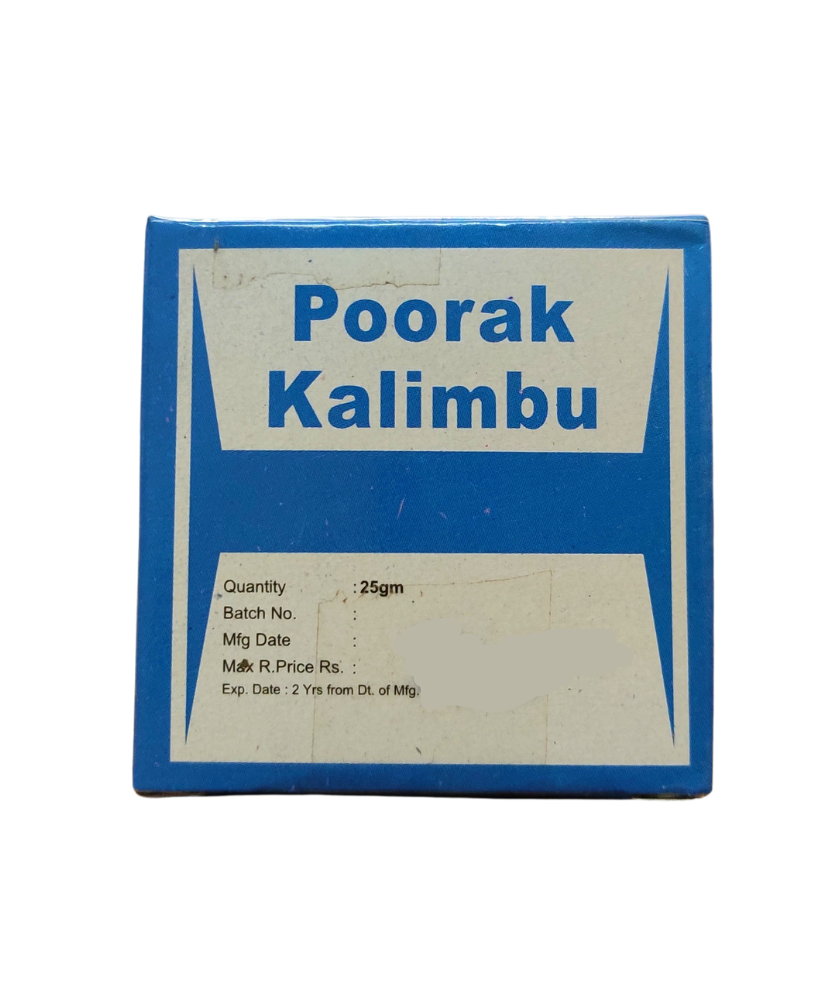 Poorak
Kalimbu
Quantity : 25gm
Batch No. :
Mfg Date :
Max R.Price Rs. :
Exp. Date : 2 Yrs from Dt. of Mfg.